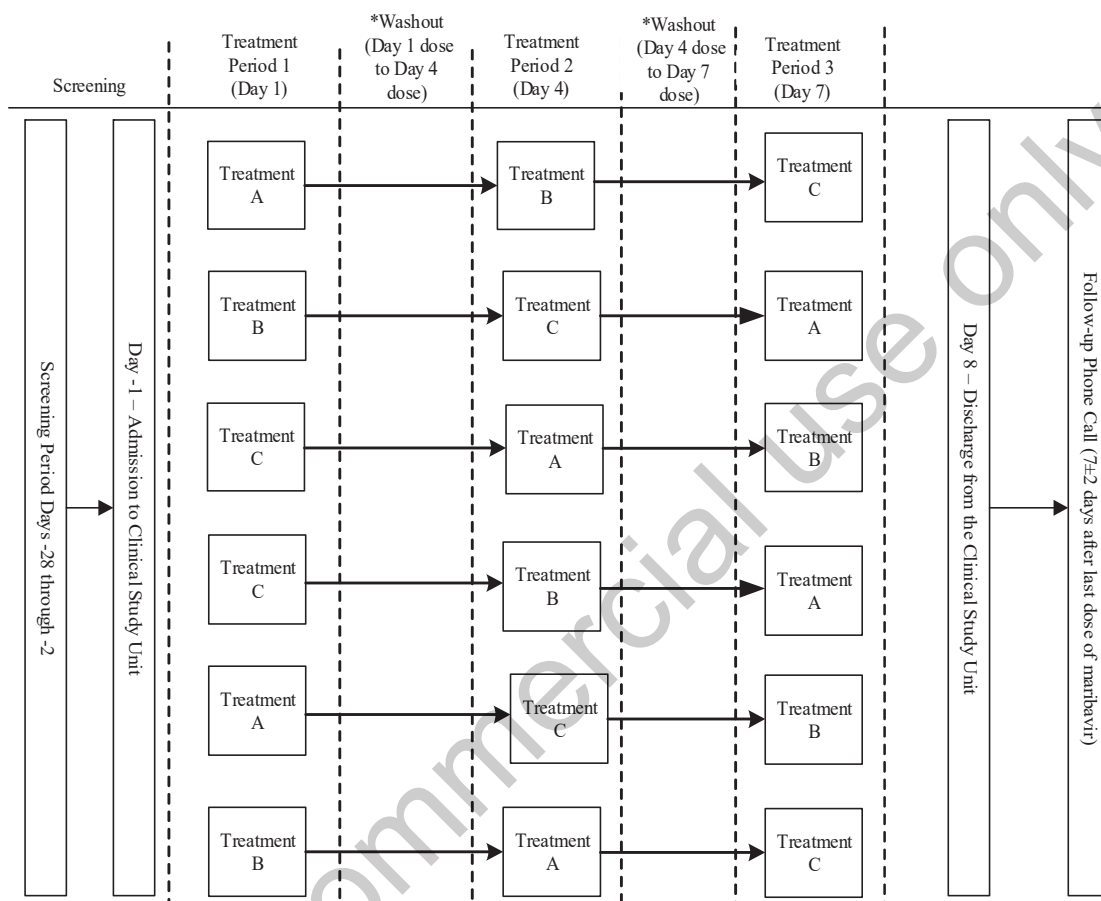 Screening
Treatment
Period 1
(Day 1)
*Washout
(Day 1 dose
to Day 4
dose)
Treatment
Period 2
(Day 4)
*Washout
(Day 4 dose
to Day 7
dose)
Treatment
Period 3
(Day 7)
Screening Period Days -28 through -2
Day -1 – Admission to Clinical Study Unit
Treatment
A
Treatment
B
Treatment
C
Treatment
B
Treatment
C
Treatment
A
Treatment
C
Treatment
A
Treatment
B
Treatment
C
Treatment
B
Treatment
A
Treatment
A
Treatment
C
Treatment
B
Treatment
B
Treatment
A
Treatment
C
Day 8 – Discharge from the Clinical Study Unit
Follow-up Phone Call (7±2 days after last dose of maribavir)
ommercial use only